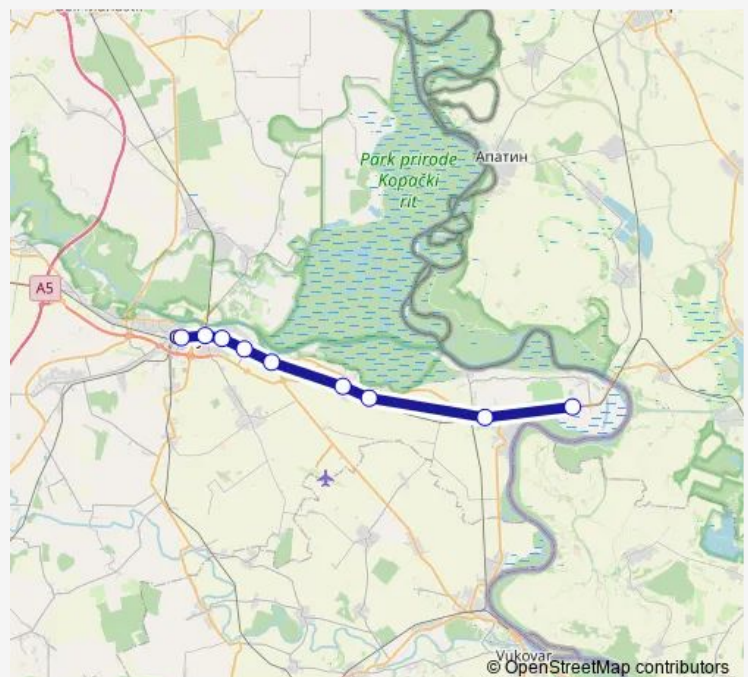 Park prirode
Kopački
rit
Апатин
A5
Vukovar
© OpenStreetMap contributors